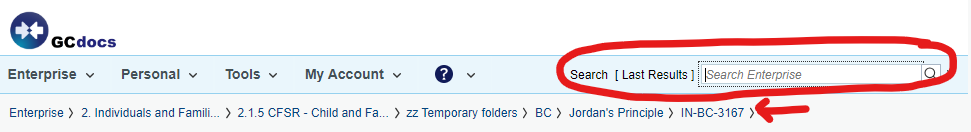 GCdocs
Enterprise Personal Tools My Account ? Search [ Last Results ] Search Enterprise
Enterprise > 2. Individuals and Famili... > 2.1.5 CFSR - Child and Fa... > zz Temporary folders > BC > Jordan's Principle > IN-BC-3167 >